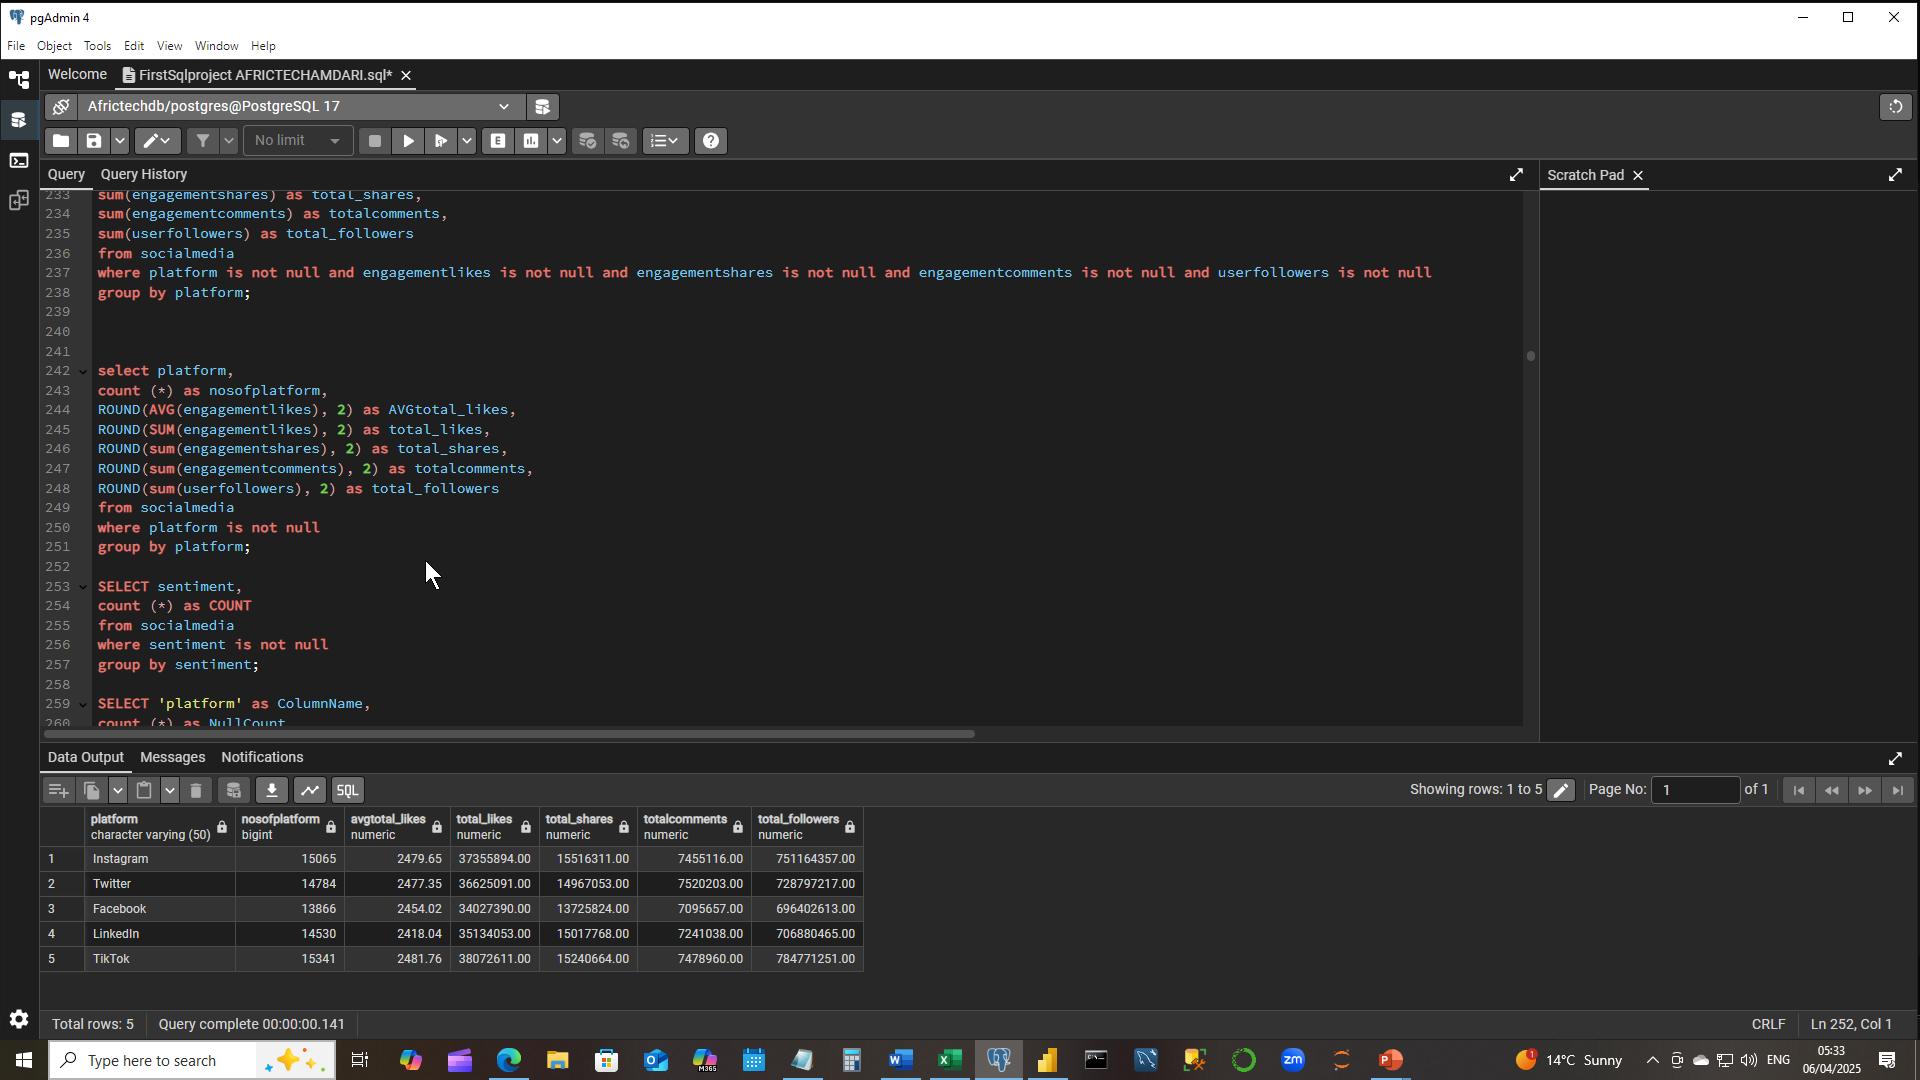 pgAdmin 4
File Object Tools Edit View Window Help
Welcome FirstSqlproject AFRICTECHAMDARI.sql*
Africtechdb/postgres@PostgreSQL 17
No limit
E
Query Query History
Scratch Pad
233 sum(engagementshares) as total_shares,
234 sum(engagementcomments) as totalcomments,
235 sum(userfollowers) as total_followers
236 from socialmedia
237 where platform is not null and engagementlikes is not null and engagementshares is not null and engagementcomments is not null and userfollowers is not null
238 group by platform;
239
240
241
242 select platform,
243 count (*) as nosofplatform,
244 ROUND(AVG(engagementlikes), 2) as AVGtotal_likes,
245 ROUND(SUM(engagementlikes), 2) as total_likes,
246 ROUND(sum(engagementshares), 2) as total_shares,
247 ROUND(sum(engagementcomments), 2) as totalcomments,
248 ROUND(sum(userfollowers), 2) as total_followers
249 from socialmedia
250 where platform is not null
251 group by platform;
252
253 SELECT sentiment,
254 count (*) as COUNT
255 from socialmedia
256 where sentiment is not null
257 group by sentiment;
258
259 SELECT 'platform' as ColumnName,
260 count (*) as NullCount
Data Output Messages Notifications
SQL
Showing rows: 1 to 5 Page No: 1 of 1
platform nosofplatform avgtotal_likes total_likes total_shares totalcomments total_followers
character varying (50) bigint numeric numeric numeric numeric numeric
1 Instagram 15065 2479.65 37355894.00 15516311.00 7455116.00 751164357.00
2 Twitter 14784 2477.35 36625091.00 14967053.00 7520203.00 728797217.00
3 Facebook 13866 2454.02 34027390.00 13725824.00 7095657.00 696402613.00
4 LinkedIn 14530 2418.04 35134053.00 15017768.00 7241038.00 706880465.00
5 TikTok 15341 2481.76 38072611.00 15240664.00 7478960.00 784771251.00
Total rows: 5 Query complete 00:00:00.141
CRLF Ln 252, Col 1
Type here to search
M365
zm
1
14°C Sunny
ENG
05:33
06/04/2025